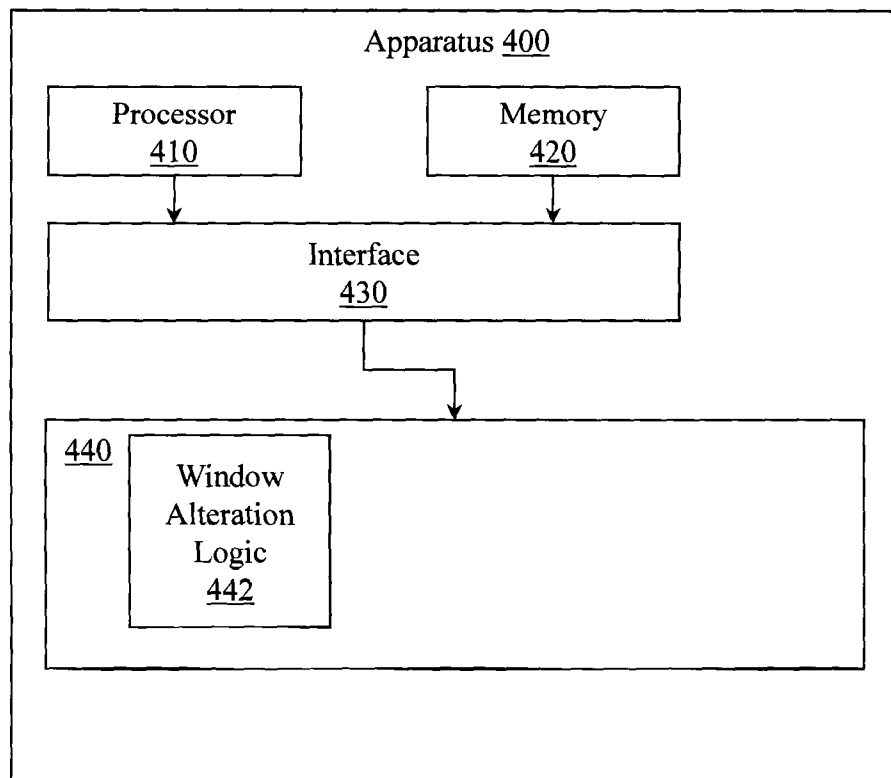 Apparatus 400
Processor
410
Memory
420
Interface
430
440
Window
Alteration
Logic
442